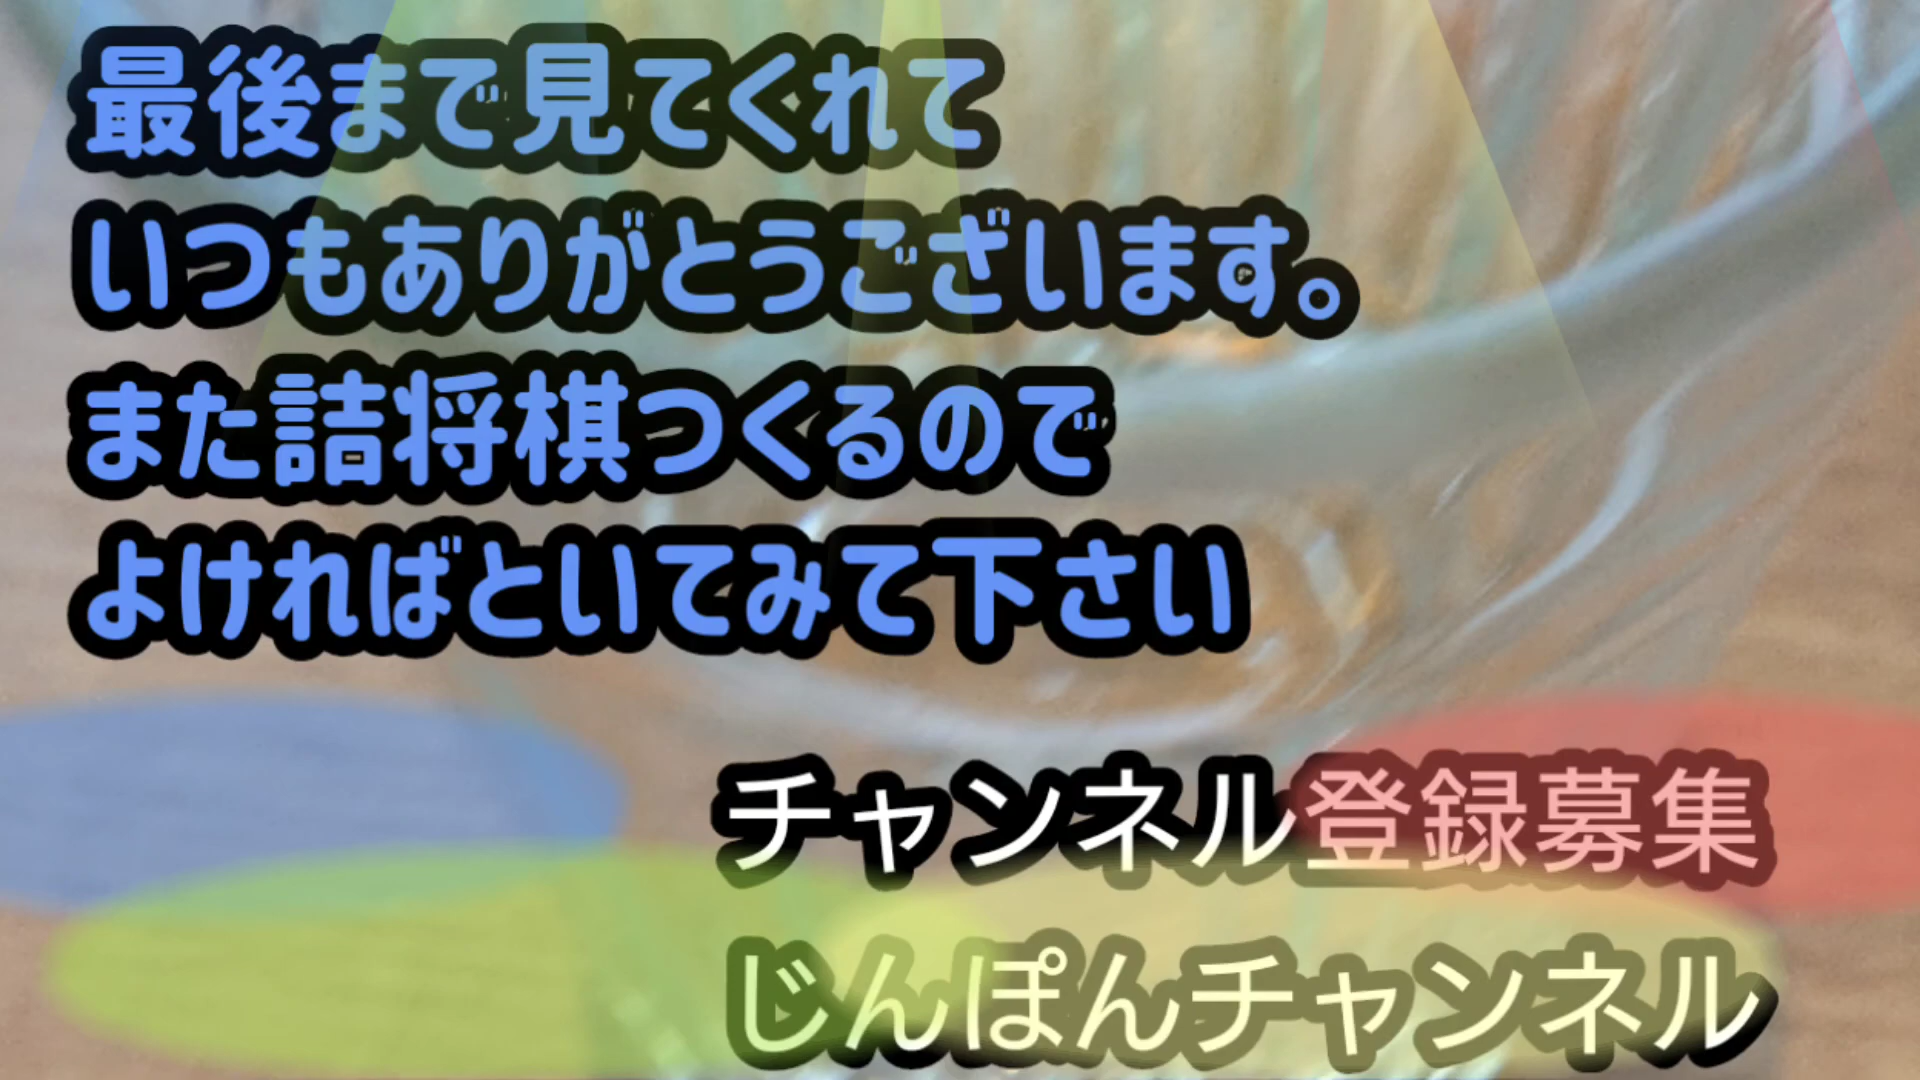 最後まで見てくれて
いつもありがとうございます。
また詰将棋つくるので
よければといてみて下さい
チャンネル登録募集
じんぽんチャンネル